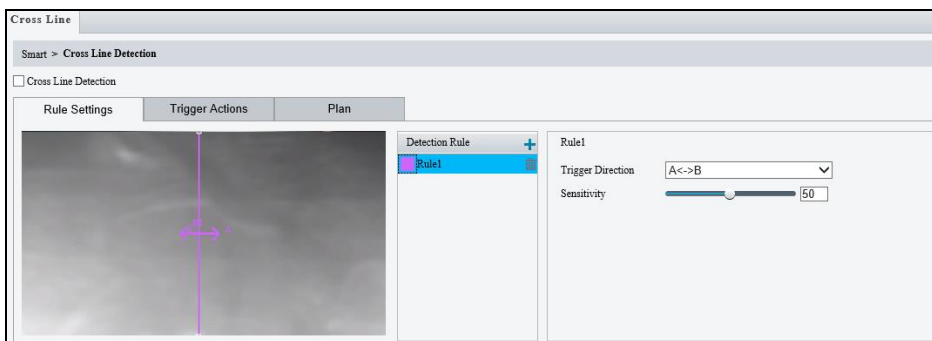 Cross Line
Smart > Cross Line Detection
Cross Line Detection
Rule Settings Trigger Actions Plan
Detection Rule +
Rule1
Rule1
Trigger Direction A<->B
Sensitivity 50
A